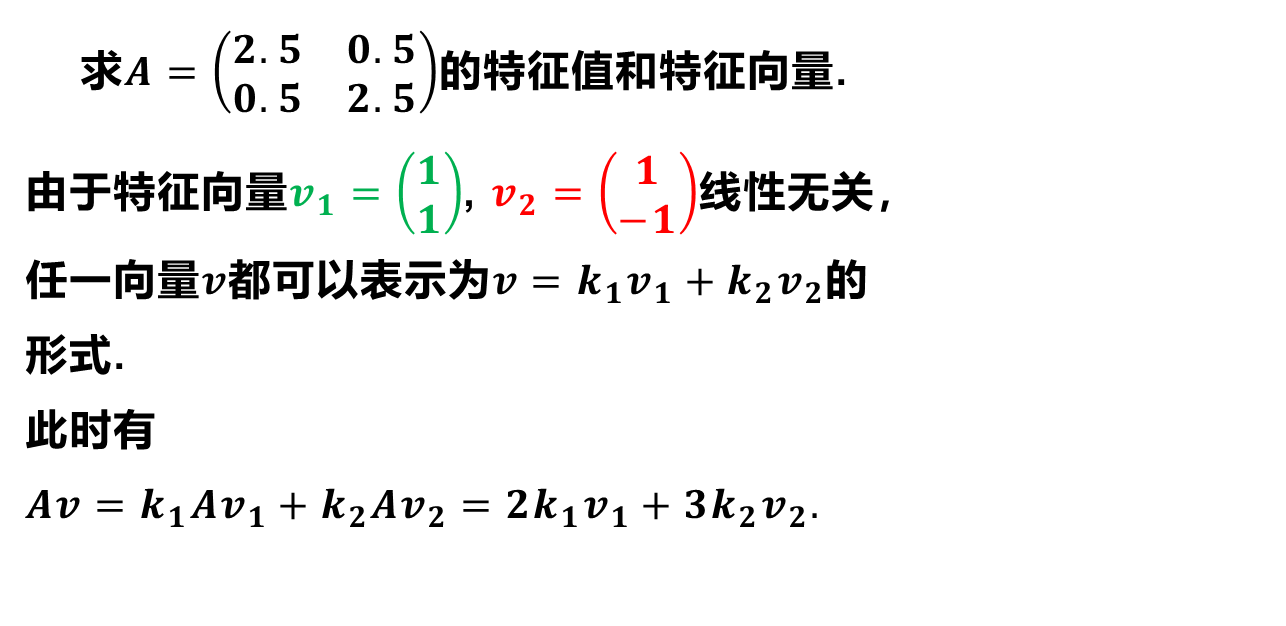 求A = (2.5 0.5
0.5 2.5)的特征值和特征向量.
由于特征向量v₁ = (1 1), v₂ = (1 −1)线性无关,
任一向量v都可以表示为v = k₁v₁ + k₂v₂的
形式.
此时有
Av = k₁Av₁ + k₂Av₂ = 2k₁v₁ + 3k₂v₂.